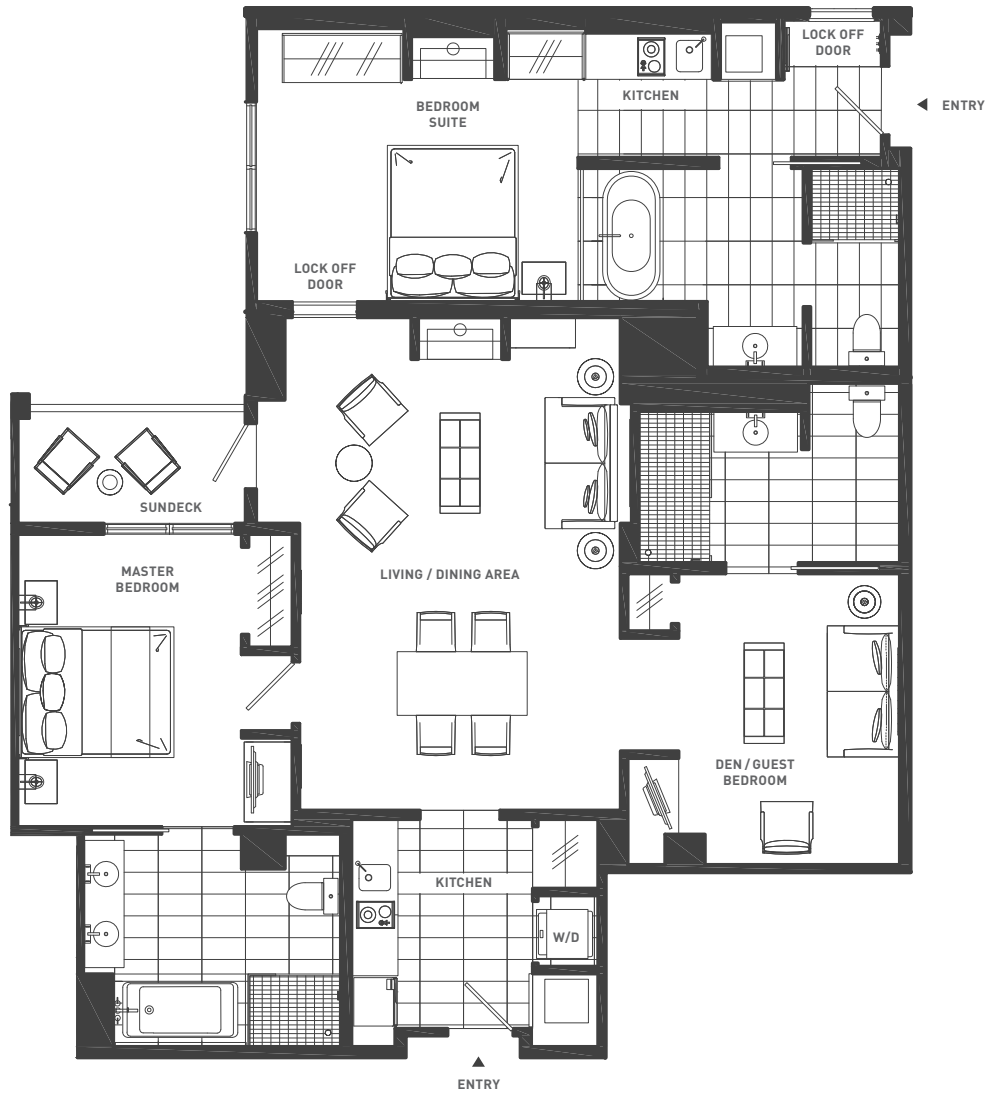 LOCK OFF
DOOR
KITCHEN
ENTRY
BEDROOM
SUITE
LOCK OFF
DOOR
SUNDECK
MASTER
BEDROOM
LIVING / DINING AREA
DEN / GUEST
BEDROOM
KITCHEN
W/D
ENTRY